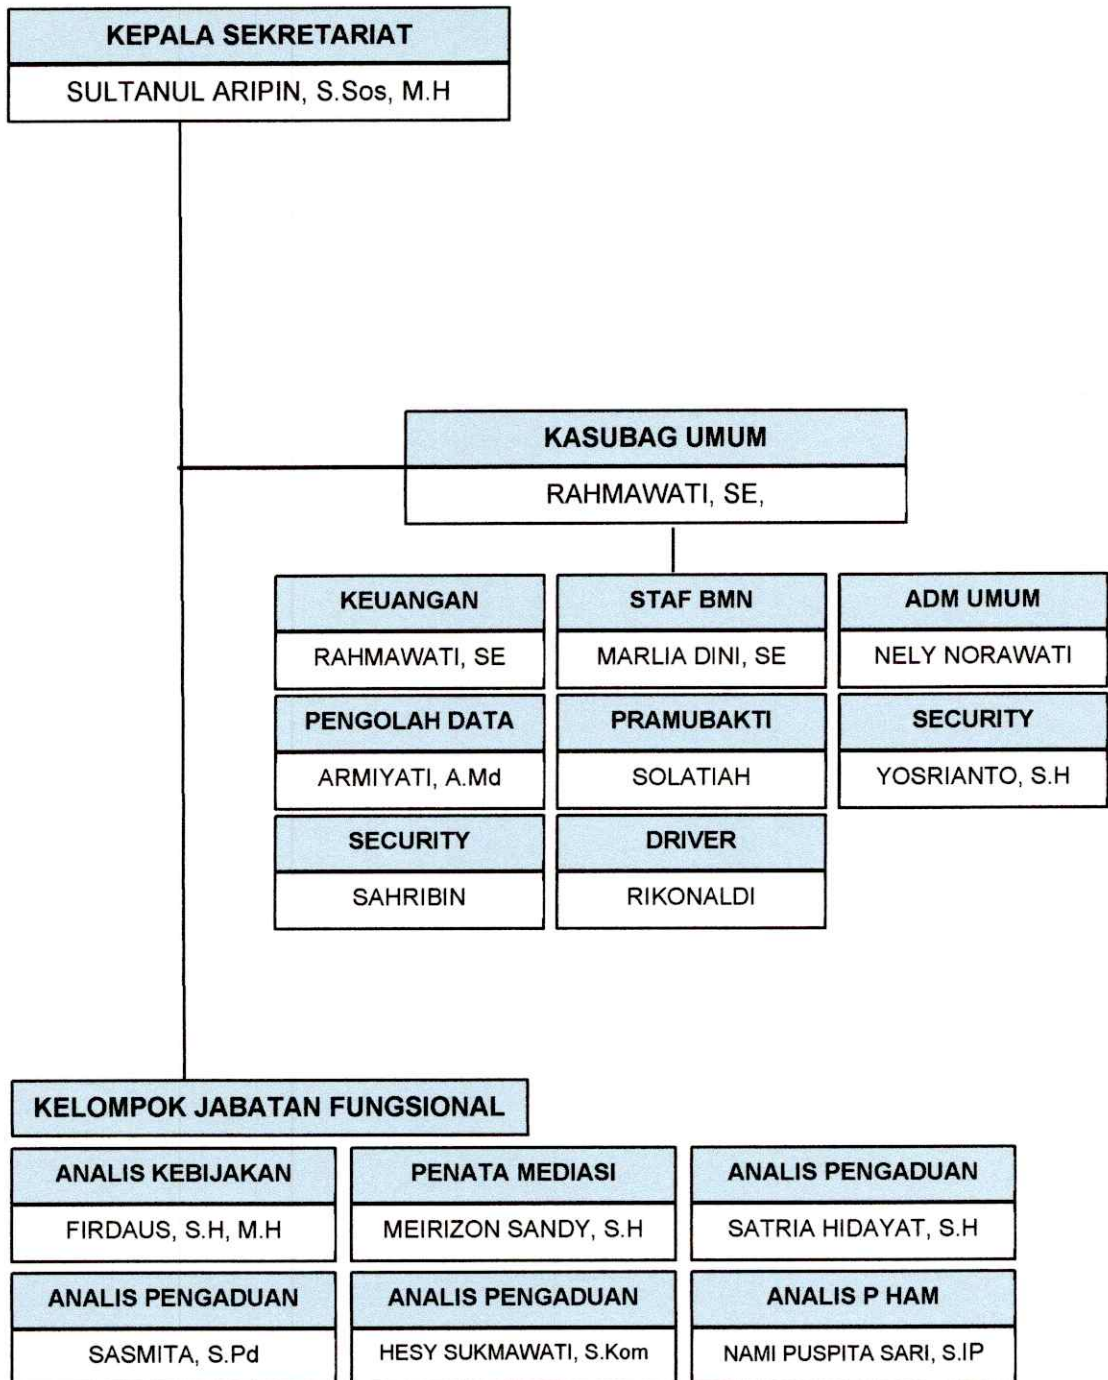 KEPALA SEKRETARIAT
SULTANUL ARIPIN, S.Sos, M.H
KASUBAG UMUM
RAHMAWATI, SE,
KEUANGAN
RAHMAWATI, SE
STAF BMN
MARLIA DINI, SE
ADM UMUM
NELY NORAWATI
PENGOLAH DATA
ARMIYATI, A.Md
PRAMUBAKTI
SOLATIAH
SECURITY
YOSRIANTO, S.H
SECURITY
SAHRIBIN
DRIVER
RIKONALDI
KELOMPOK JABATAN FUNGSIONAL
ANALIS KEBIJAKAN
FIRDAUS, S.H, M.H
PENATA MEDIASI
MEIRIZON SANDY, S.H
ANALIS PENGADUAN
SATRIA HIDAYAT, S.H
ANALIS PENGADUAN
SASMITA, S.Pd
ANALIS PENGADUAN
HESY SUKMAWATI, S.Kom
ANALIS P HAM
NAMI PUSPITA SARI, S.IP